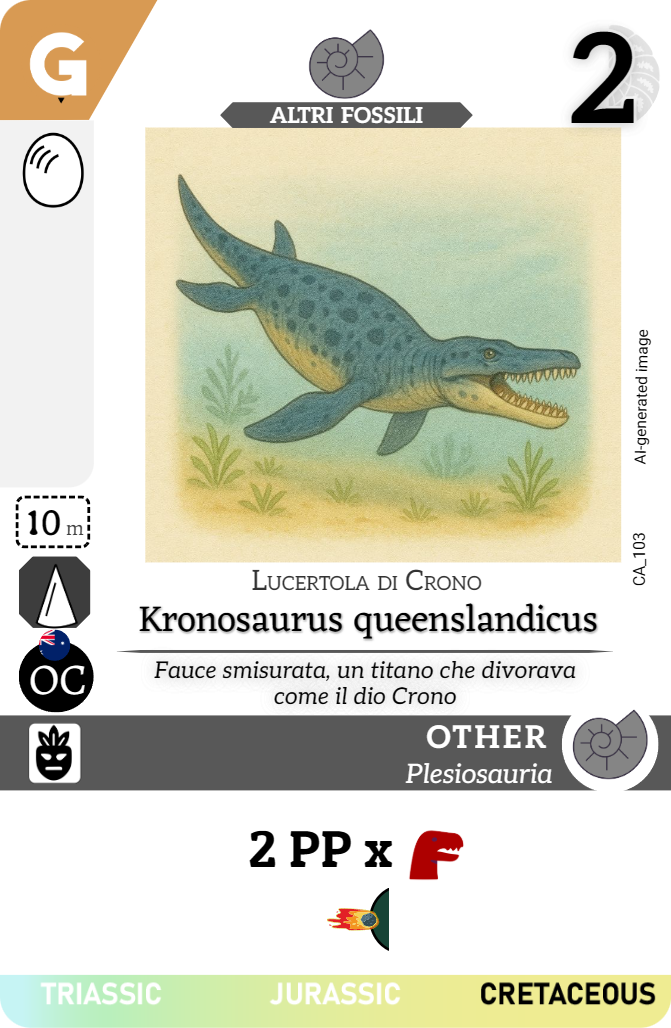 G
2
ALTRI FOSSILI
AI-generated image
CA_103
10 m
OC
Lucertola di Crono
Kronosaurus queenslandicus
Fauce smisurata, un titano che divorava
come il dio Crono
OTHER
Plesiosauria
2 PP x
TRIASSIC JURASSIC CRETACEOUS